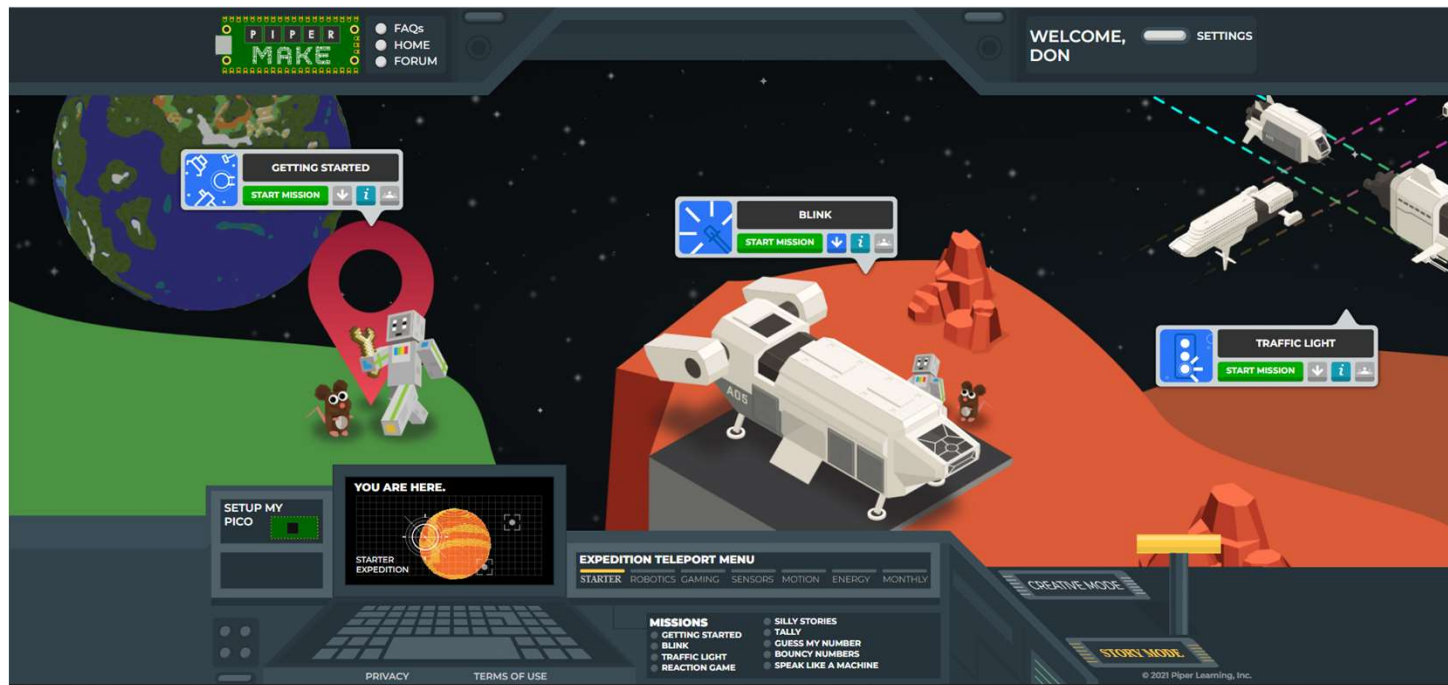 PIPER
MAKE
FAQs
HOME
FORUM
WELCOME,
DON
SETTINGS
GETTING STARTED
START MISSION
i
BLINK
START MISSION
i
TRAFFIC LIGHT
START MISSION
i
AOS
SETUP MY
PICO
YOU ARE HERE.
STARTER
EXPEDITION
EXPEDITION TELEPORT MENU
STARTER ROBOTICS GAMING SENSORS MOTION ENERGY MONTHLY
MISSIONS
GETTING STARTED
BLINK
TRAFFIC LIGHT
REACTION GAME
SILLY STORIES
TALLY
GUESS MY NUMBER
BOUNCY NUMBERS
SPEAK LIKE A MACHINE
CREATIVE MODE
STORY MODE
PRIVACY TERMS OF USE
© 2021 Piper Learning, Inc.